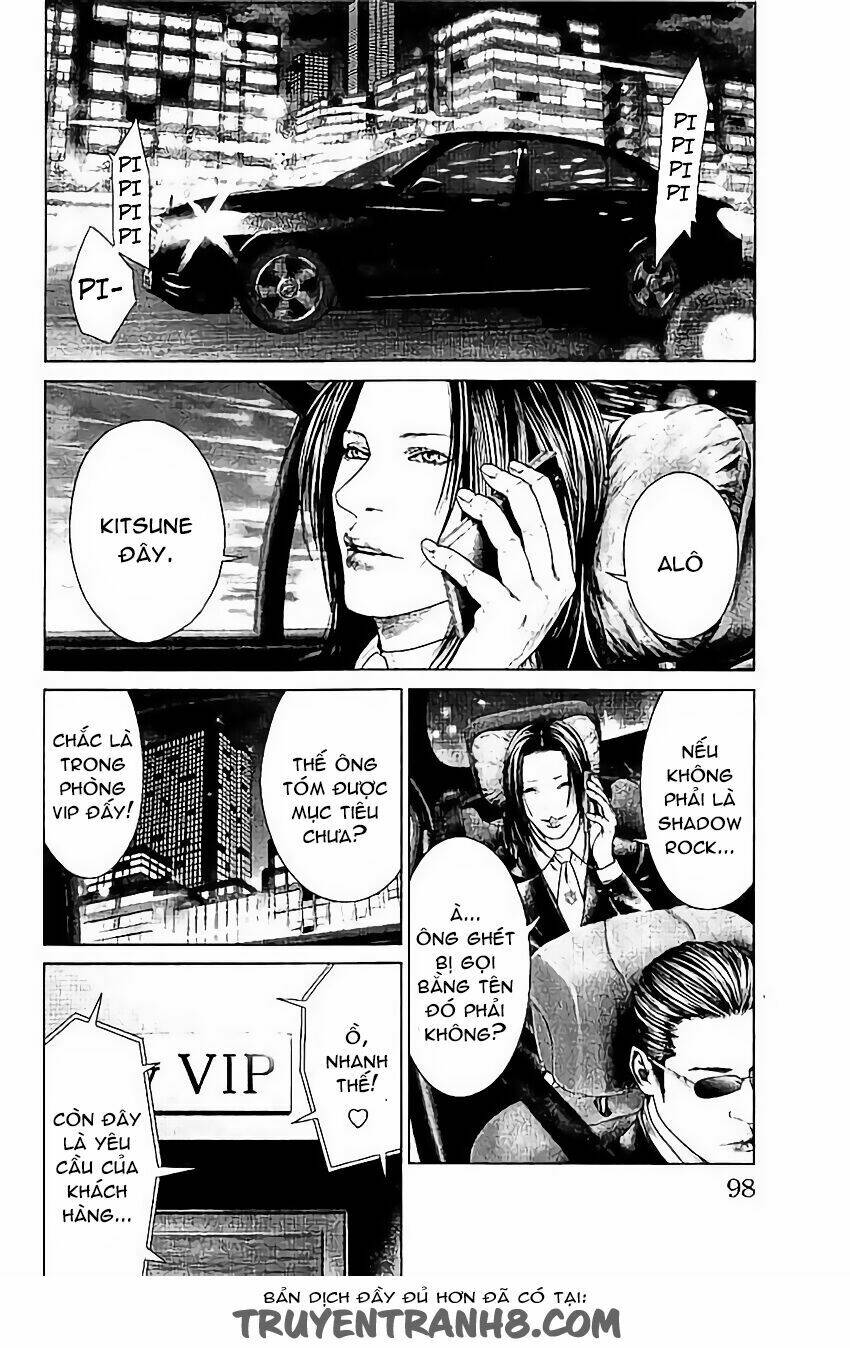 PI
PI
PI
PI
PI
PI
PI
PI
PI-
ALÔ
KITSUNE
ĐÂY.
NẾU
KHÔNG
PHẢI LÀ
SHADOW
ROCK...
À...
ÔNG GHÉT
BỊ GỌI
BẰNG TÊN
ĐÓ PHẢI
KHÔNG?
THẾ ÔNG
TÓM ĐƯỢC
MỤC TIÊU
CHƯA?
CHẮC LÀ
TRONG
PHÒNG
VIP ĐẤY!
Ồ,
NHANH
THẾ!
♡
VIP
CÒN ĐÂY
LÀ YÊU
CẦU CỦA
KHÁCH
HÀNG...
98
BẢN DỊCH ĐẦY ĐỦ HƠN ĐÃ CÓ TẠI:
TRUYENTRANH8.COM